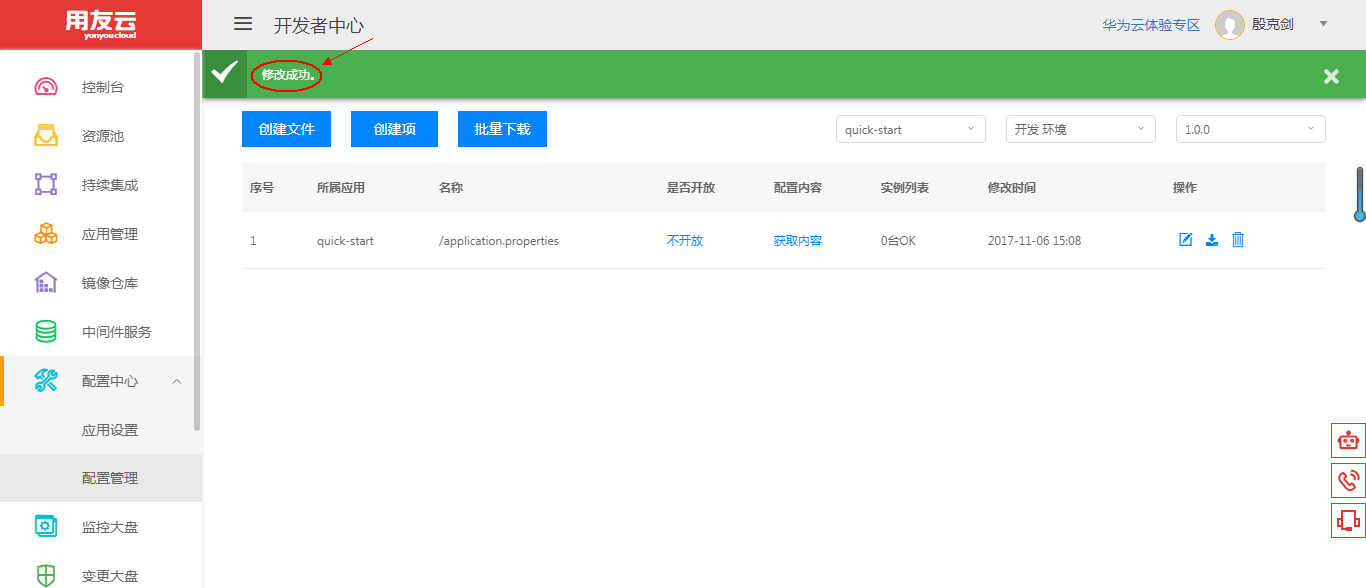 用友云
yonyoucloud
开发者中心
华为云体验专区
殷克剑
修改成功。
控制台
资源池
持续集成
应用管理
镜像仓库
中间件服务
配置中心
应用设置
配置管理
监控大盘
变更大盘
创建文件 创建项 批量下载 quick-start 开发 环境 1.0.0
序号 所属应用 名称 是否开放 配置内容 实例列表 修改时间 操作
1 quick-start /application.properties 不开放 获取内容 0台OK 2017-11-06 15:08